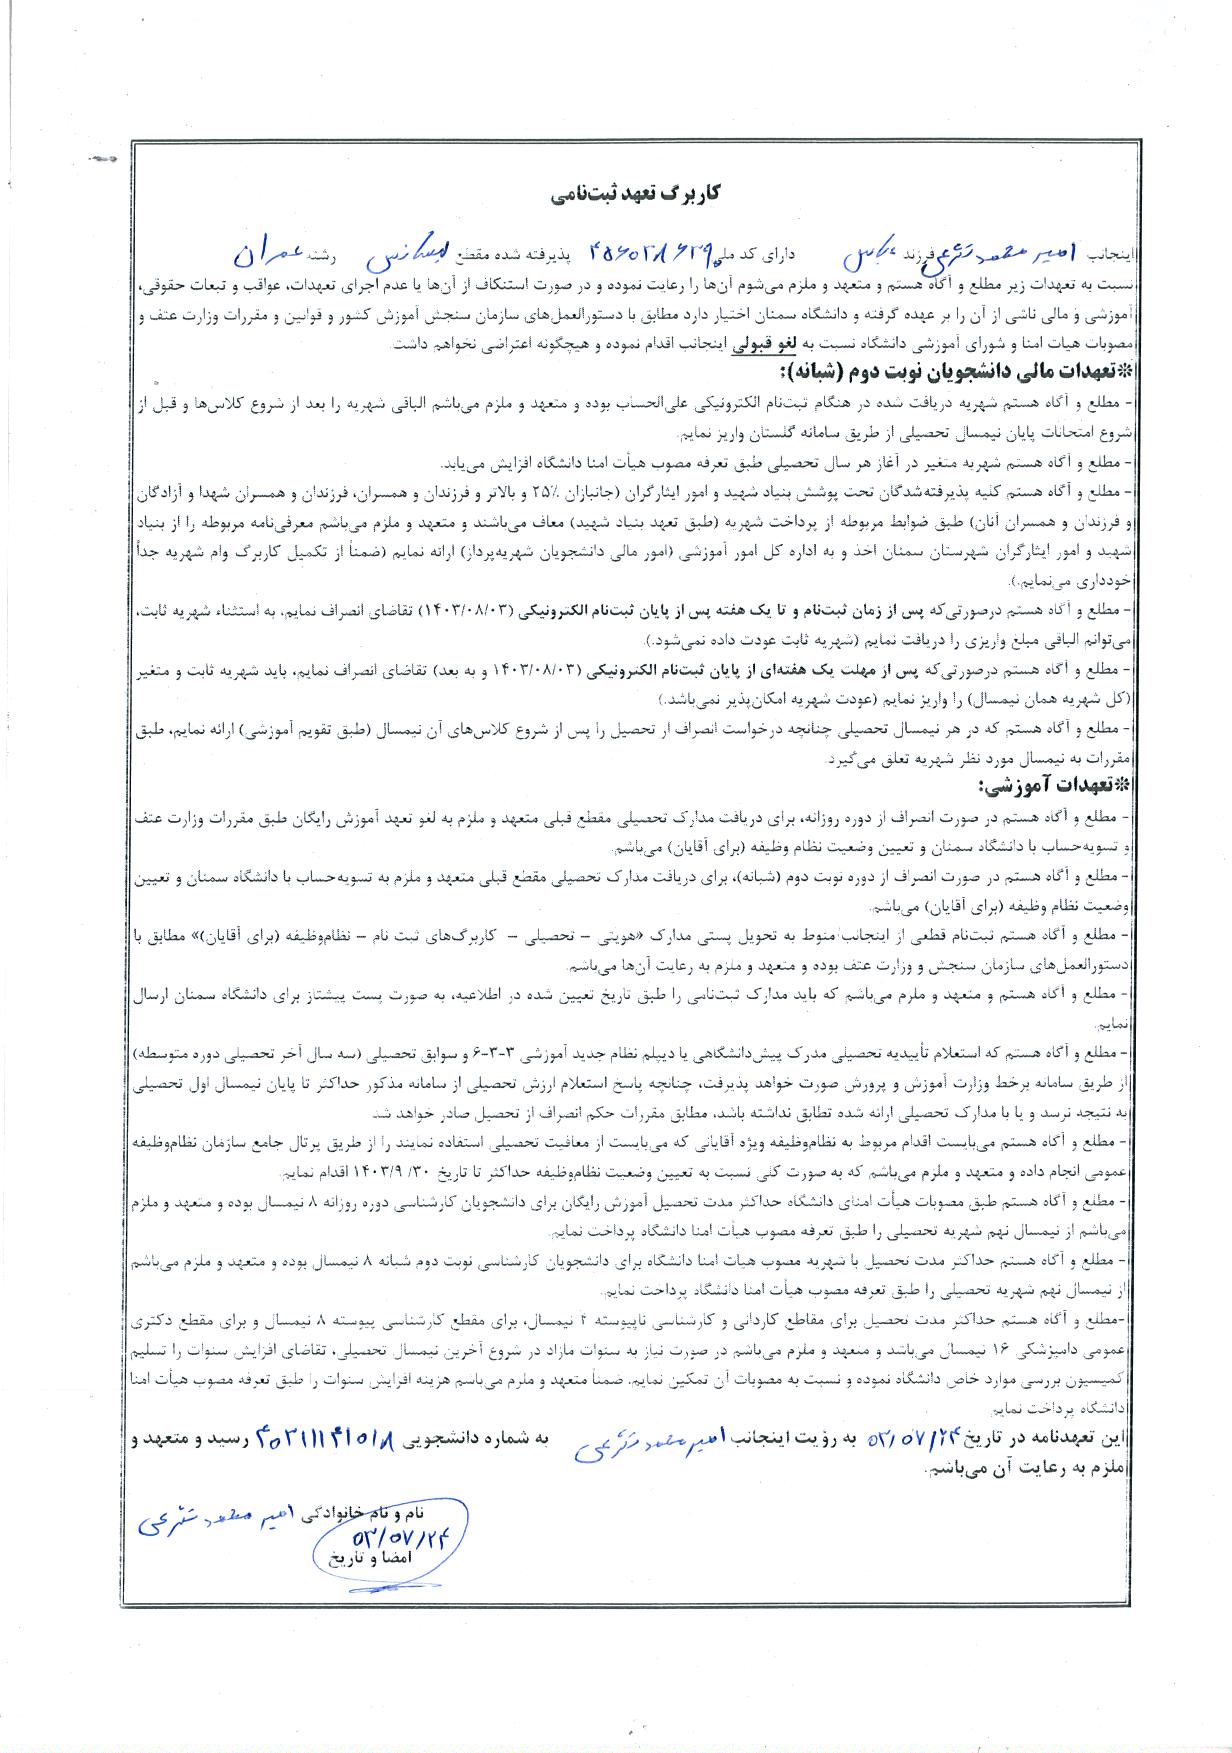 کاربرگ تعهد ثبت‌نامی
اینجانب امیر محمود فرزند عباس دارای کد ملی پذیرفته شده مقطع لیسانس رشته عمران
نسبت به تعهدات زیر مطلع و آگاه هستم و متعهد و ملزم می‌شوم آن‌ها را رعایت نموده و در صورت استنکاف از آن‌ها یا عدم اجرای تعهدات، عواقب و تبعات حقوقی،
آموزشی و مالی ناشی از آن را بر عهده گرفته و دانشگاه سمنان اختیار دارد مطابق با دستورالعمل‌های سازمان سنجش آموزش کشور و قوانین و مقررات وزارت عتف و
مصوبات هیات امنا و شورای آموزشی دانشگاه نسبت به لغو قبولی اینجانب اقدام نموده و هیچگونه اعتراضی نخواهم داشت.
*تعهدات مالی دانشجویان نوبت دوم (شبانه):
- مطلع و آگاه هستم شهریه دریافت شده در هنگام ثبت‌نام الکترونیکی علی‌الحساب بوده و متعهد و ملزم می‌باشم الباقی شهریه را بعد از شروع کلاس‌ها و قبل از
شروع امتحانات پایان نیمسال تحصیلی از طریق سامانه گلستان واریز نمایم.
- مطلع و آگاه هستم شهریه متغیر در آغاز هر سال تحصیلی طبق تعرفه مصوب هیأت امنا دانشگاه افزایش می‌یابد.
- مطلع و آگاه هستم کلیه پذیرفته‌شدگان تحت پوشش بنیاد شهید و امور ایثارگران (جانبازان ۲۵٪ و بالاتر و فرزندان و همسران، فرزندان و همسران شهدا و آزادگان
و فرزندان و همسران آنان) طبق ضوابط مربوطه از پرداخت شهریه (طبق تعهد بنیاد شهید) معاف می‌باشند و متعهد و ملزم می‌باشم معرفی‌نامه مربوطه را از بنیاد
شهید و امور ایثارگران شهرستان سمنان اخذ و به اداره کل امور آموزشی (امور مالی دانشجویان شهریه‌پرداز) ارائه نمایم (ضمناً از تکمیل کاربرگ وام شهریه جداً
خودداری می‌نمایم.).
- مطلع و آگاه هستم درصورتی‌که پس از زمان ثبت‌نام و تا یک هفته پس از پایان ثبت‌نام الکترونیکی (۱۴۰۳/۰۸/۰۳) تقاضای انصراف نمایم، به استثناء شهریه ثابت،
می‌توانم الباقی مبلغ واریزی را دریافت نمایم (شهریه ثابت عودت داده نمی‌شود.).
- مطلع و آگاه هستم درصورتی‌که پس از مهلت یک هفته‌ای از پایان ثبت‌نام الکترونیکی (۱۴۰۳/۰۸/۰۳ و به بعد) تقاضای انصراف نمایم، باید شهریه ثابت و متغیر
(کل شهریه همان نیمسال) را واریز نمایم (عودت شهریه امکان‌پذیر نمی‌باشد.)
- مطلع و آگاه هستم که در هر نیمسال تحصیلی چنانچه درخواست انصراف از تحصیل را پس از شروع کلاس‌های آن نیمسال (طبق تقویم آموزشی) ارائه نمایم، طبق
مقررات به نیمسال مورد نظر شهریه تعلق می‌گیرد.
*تعهدات آموزشی:
- مطلع و آگاه هستم در صورت انصراف از دوره روزانه، برای دریافت مدارک تحصیلی مقطع قبلی متعهد و ملزم به لغو تعهد آموزش رایگان طبق مقررات وزارت عتف
و تسویه‌حساب با دانشگاه سمنان و تعیین وضعیت نظام وظیفه (برای آقایان) می‌باشم.
- مطلع و آگاه هستم در صورت انصراف از دوره نوبت دوم (شبانه)، برای دریافت مدارک تحصیلی مقطع قبلی متعهد و ملزم به تسویه‌حساب با دانشگاه سمنان و تعیین
وضعیت نظام وظیفه (برای آقایان) می‌باشم.
- مطلع و آگاه هستم ثبت‌نام قطعی از اینجانب منوط به تحویل پستی مدارک «هویتی – تحصیلی – کاربرگ‌های ثبت نام – نظام‌وظیفه (برای آقایان)» مطابق با
دستورالعمل‌های سازمان سنجش و وزارت عتف بوده و متعهد و ملزم به رعایت آن‌ها می‌باشم.
- مطلع و آگاه هستم و متعهد و ملزم می‌باشم که باید مدارک ثبت‌نامی را طبق تاریخ تعیین شده در اطلاعیه، به صورت پست پیشتاز برای دانشگاه سمنان ارسال
نمایم.
- مطلع و آگاه هستم که استعلام تأییدیه تحصیلی مدرک پیش‌دانشگاهی یا دیپلم نظام جدید آموزشی ۳-۳-۶ و سوابق تحصیلی (سه سال آخر تحصیلی دوره متوسطه)
از طریق سامانه برخط وزارت آموزش و پرورش صورت خواهد پذیرفت، چنانچه پاسخ استعلام ارزش تحصیلی از سامانه مذکور حداکثر تا پایان نیمسال اول تحصیلی
به نتیجه نرسد و یا با مدارک تحصیلی ارائه شده تطابق نداشته باشد، مطابق مقررات حکم انصراف از تحصیل صادر خواهد شد
- مطلع و آگاه هستم می‌بایست اقدام مربوط به نظام‌وظیفه ویژه آقایانی که می‌بایست از معافیت تحصیلی استفاده نمایند را از طریق پرتال جامع سازمان نظام‌وظیفه
عمومی انجام داده و متعهد و ملزم می‌باشم که به صورت کلی نسبت به تعیین وضعیت نظام‌وظیفه حداکثر تا تاریخ ۱۴۰۳/۹/۳۰ اقدام نمایم.
- مطلع و آگاه هستم طبق مصوبات هیأت امنای دانشگاه حداکثر مدت تحصیل آموزش رایگان برای دانشجویان کارشناسی دوره روزانه ۸ نیمسال بوده و متعهد و ملزم
می‌باشم از نیمسال نهم شهریه تحصیلی را طبق تعرفه مصوب هیأت امنا دانشگاه پرداخت نمایم.
- مطلع و آگاه هستم حداکثر مدت تحصیل با شهریه مصوب هیات امنا دانشگاه برای دانشجویان کارشناسی نوبت دوم شبانه ۸ نیمسال بوده و متعهد و ملزم می‌باشم
از نیمسال نهم شهریه تحصیلی را طبق تعرفه مصوب هیأت امنا دانشگاه پرداخت نمایم.
-مطلع و آگاه هستم حداکثر مدت تحصیل برای مقاطع کاردانی و کارشناسی ناپیوسته ۴ نیمسال، برای مقطع کارشناسی پیوسته ۸ نیمسال و برای مقطع دکتری
عمومی دامپزشکی ۱۶ نیمسال می‌باشد و متعهد و ملزم می‌باشم در صورت نیاز به سنوات مازاد در شروع آخرین نیمسال تحصیلی، تقاضای افزایش سنوات را تسلیم
کمیسیون بررسی موارد خاص دانشگاه نموده و نسبت به مصوبات آن تمکین نمایم. ضمناً متعهد و ملزم می‌باشم هزینه افزایش سنوات را طبق تعرفه مصوب هیأت امنا
دانشگاه پرداخت نمایم
این تعهدنامه در تاریخ ۰۳/۰۷/۲۴ به رؤیت اینجانب امیر محمود به شماره دانشجویی ۴۰۳۱۱۱۴۱۰۱۸ رسید و متعهد و
ملزم به رعایت آن می‌باشم.
نام و نام خانوادگی امیر محمود
۰۳/۰۷/۲۴
امضا و تاریخ